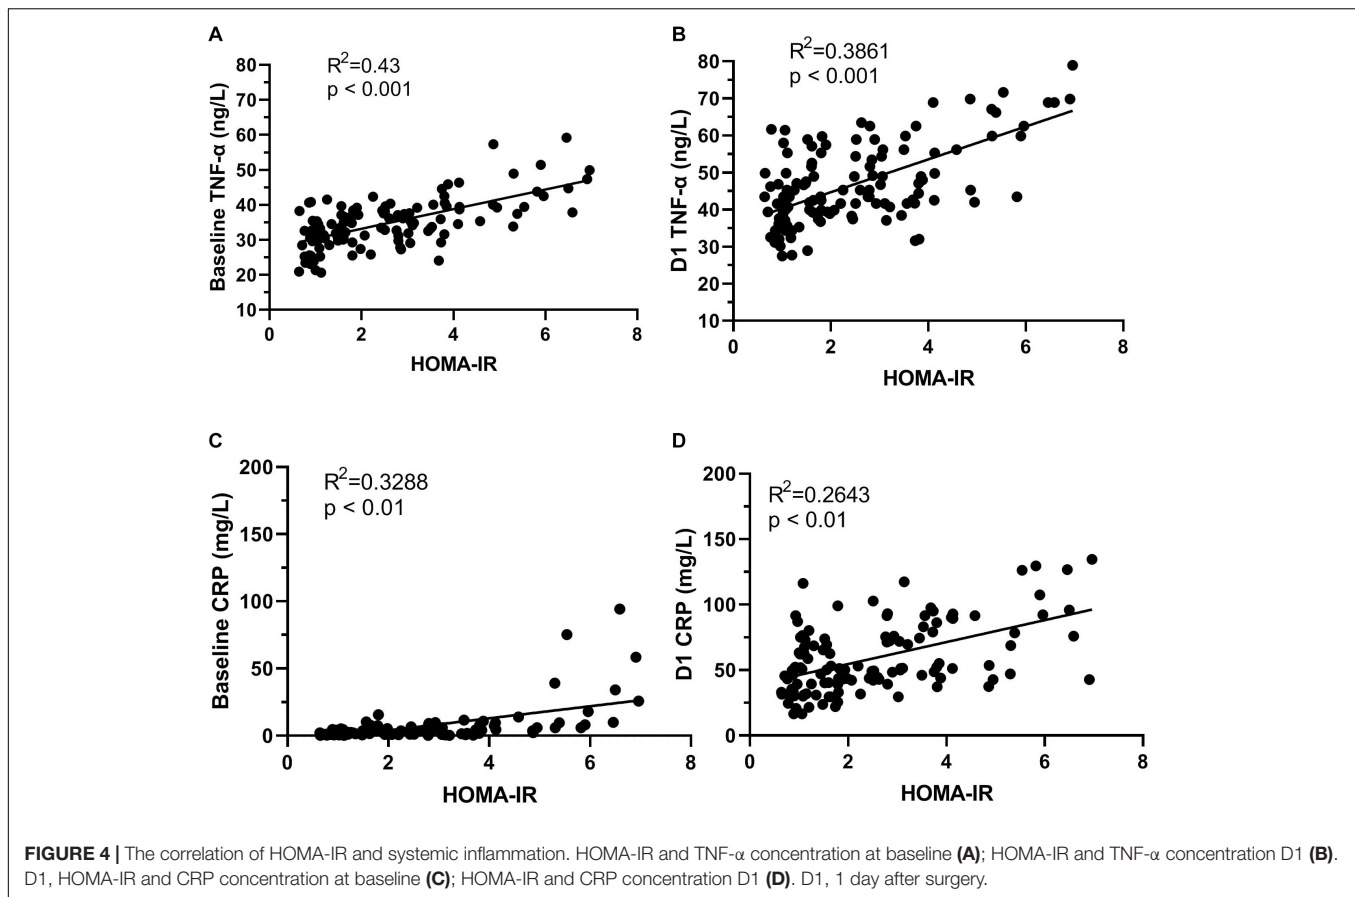 A
R2=0.43
p < 0.001
Baseline TNF-α (ng/L)
80
70
60
50
40
30
20
10
0 2 4 6 8
HOMA-IR
B
R2=0.3861
p < 0.001
D1 TNF-α (ng/L)
80
70
60
50
40
30
20
10
0 2 4 6 8
HOMA-IR
C
R2=0.3288
p < 0.01
Baseline CRP (mg/L)
200
150
100
50
0
0 2 4 6 8
HOMA-IR
D
R2=0.2643
p < 0.01
D1 CRP (mg/L)
200
150
100
50
0
0 2 4 6 8
HOMA-IR
FIGURE 4 | The correlation of HOMA-IR and systemic inflammation. HOMA-IR and TNF-α concentration at baseline (A); HOMA-IR and TNF-α concentration D1 (B).
D1, HOMA-IR and CRP concentration at baseline (C); HOMA-IR and CRP concentration D1 (D). D1, 1 day after surgery.